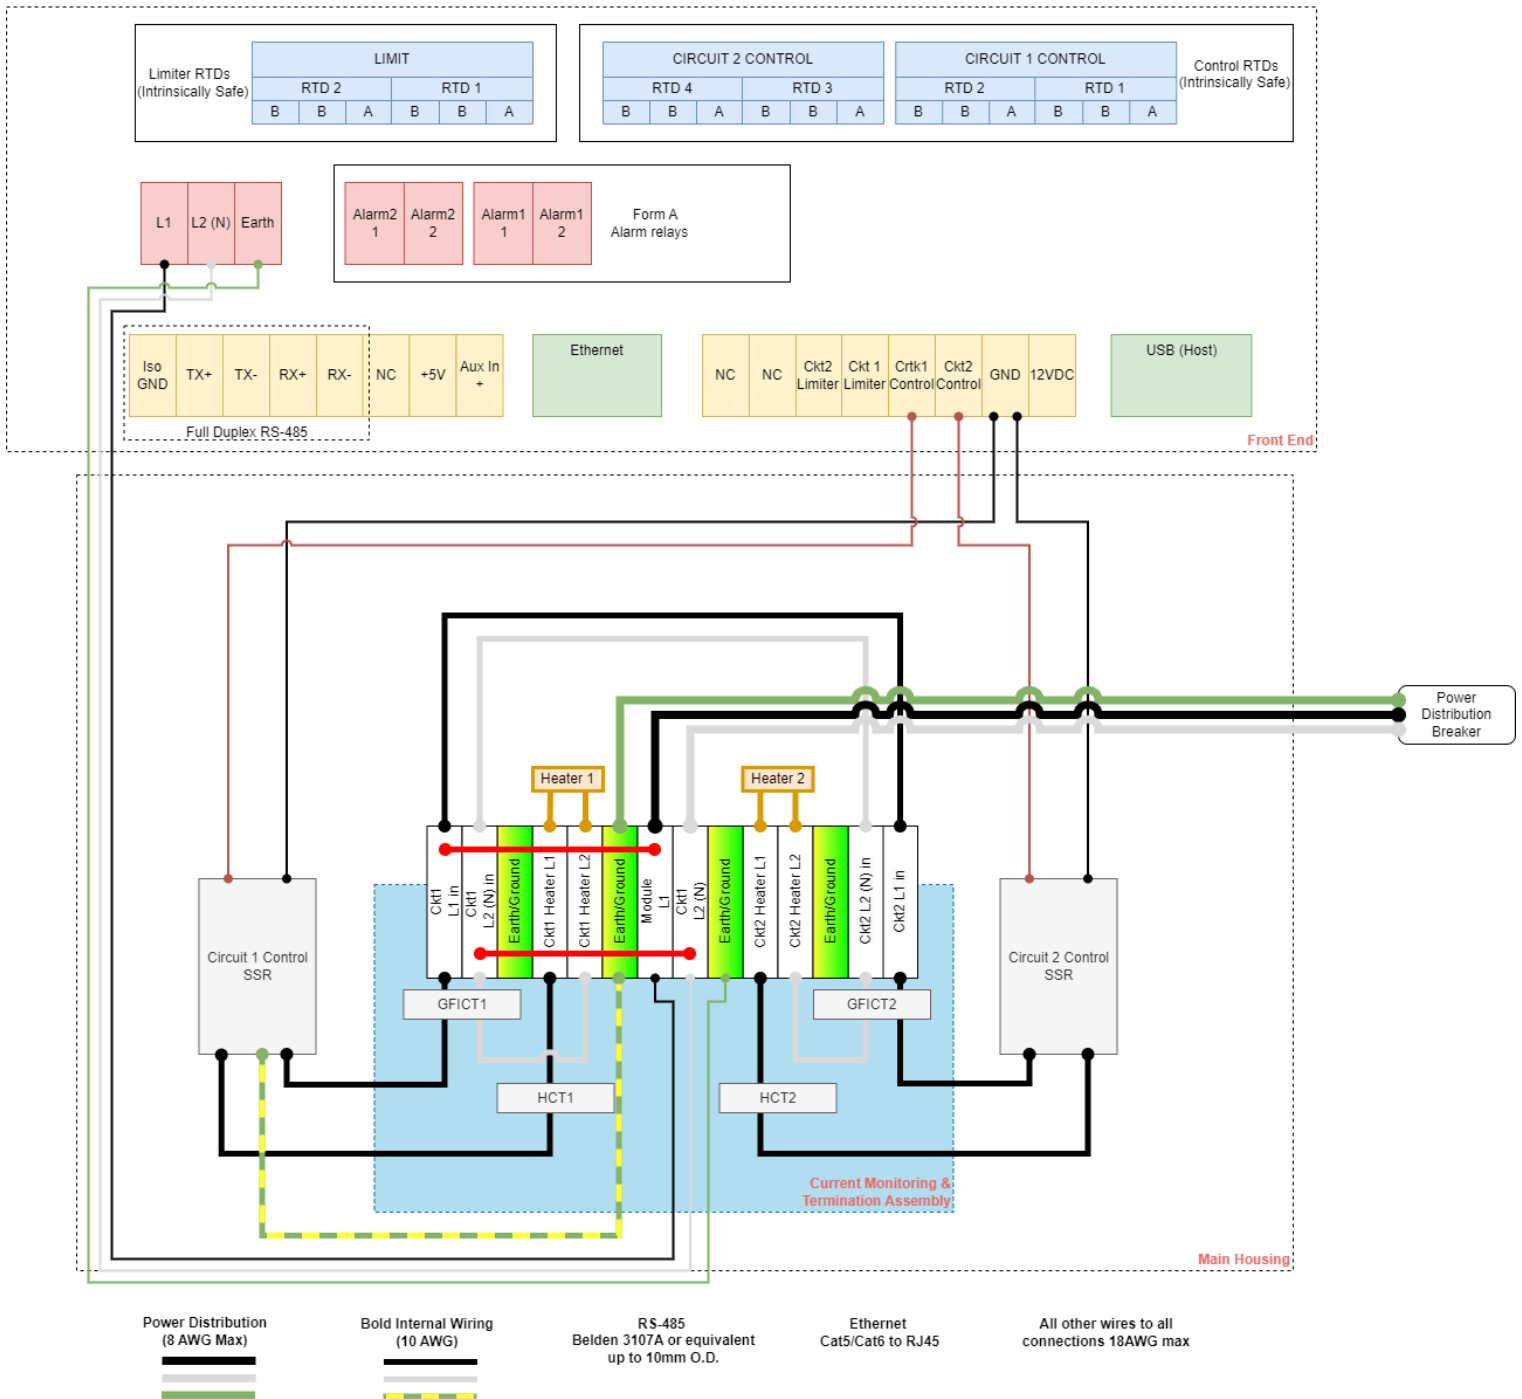 Limiter RTDs
(Intrinsically Safe)
LIMIT
RTD 2
RTD 1
B
B
A
B
B
A
CIRCUIT 2 CONTROL
RTD 4
RTD 3
B
B
A
B
B
A
CIRCUIT 1 CONTROL
RTD 2
RTD 1
B
B
A
B
B
A
Control RTDs
(Intrinsically Safe)
L1
L2 (N)
Earth
Alarm2
1
Alarm2
2
Alarm1
1
Alarm1
2
Form A
Alarm relays
Iso
GND
TX+
TX-
RX+
RX-
NC
+5V
Aux In
+
Full Duplex RS-485
Ethernet
NC
NC
Ckt2
Limiter
Ckt 1
Limiter
Crtk1
Control
Ckt2
Control
GND
12VDC
USB (Host)
Front End
Power
Distribution
Breaker
Heater 1
Heater 2
Ckt1
L1 in
Ckt1
L2 (N) in
Earth/Ground
Ckt1 Heater L1
Ckt1 Heater L2
Earth/Ground
Module
L1
Ckt1
L2 (N)
Earth/Ground
Ckt2 Heater L1
Ckt2 Heater L2
Earth/Ground
Ckt2 L2 (N) in
Ckt2 L1 in
Circuit 1 Control
SSR
Circuit 2 Control
SSR
GFICT1
GFICT2
HCT1
HCT2
Current Monitoring &
Termination Assembly
Main Housing
Power Distribution
(8 AWG Max)
Bold Internal Wiring
(10 AWG)
RS-485
Belden 3107A or equivalent
up to 10mm O.D.
Ethernet
Cat5/Cat6 to RJ45
All other wires to all
connections 18AWG max